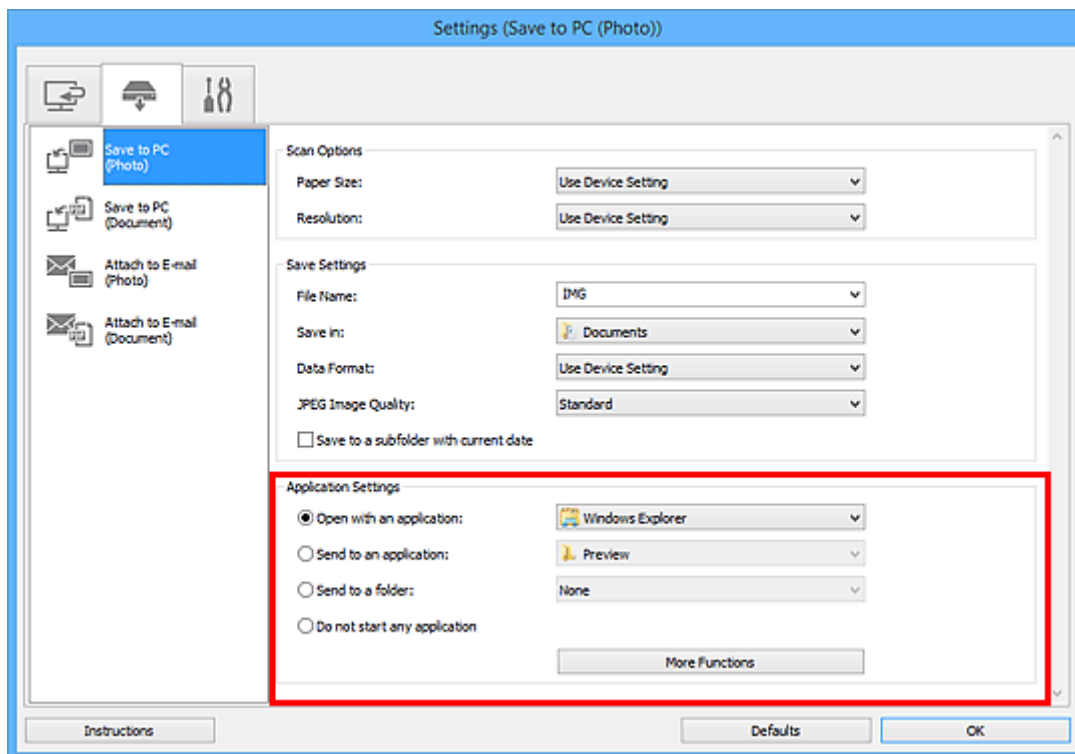 Settings (Save to PC (Photo))
Save to PC
(Photo)
Save to PC
(Document)
Attach to E-mail
(Photo)
Attach to E-mail
(Document)
Scan Options
Paper Size: Use Device Setting
Resolution: Use Device Setting
Save Settings
File Name: IMG
Save in: Documents
Data Format: Use Device Setting
JPEG Image Quality: Standard
Save to a subfolder with current date
Application Settings
Open with an application: Windows Explorer
Send to an application: Preview
Send to a folder: None
Do not start any application
More Functions
Instructions Defaults OK